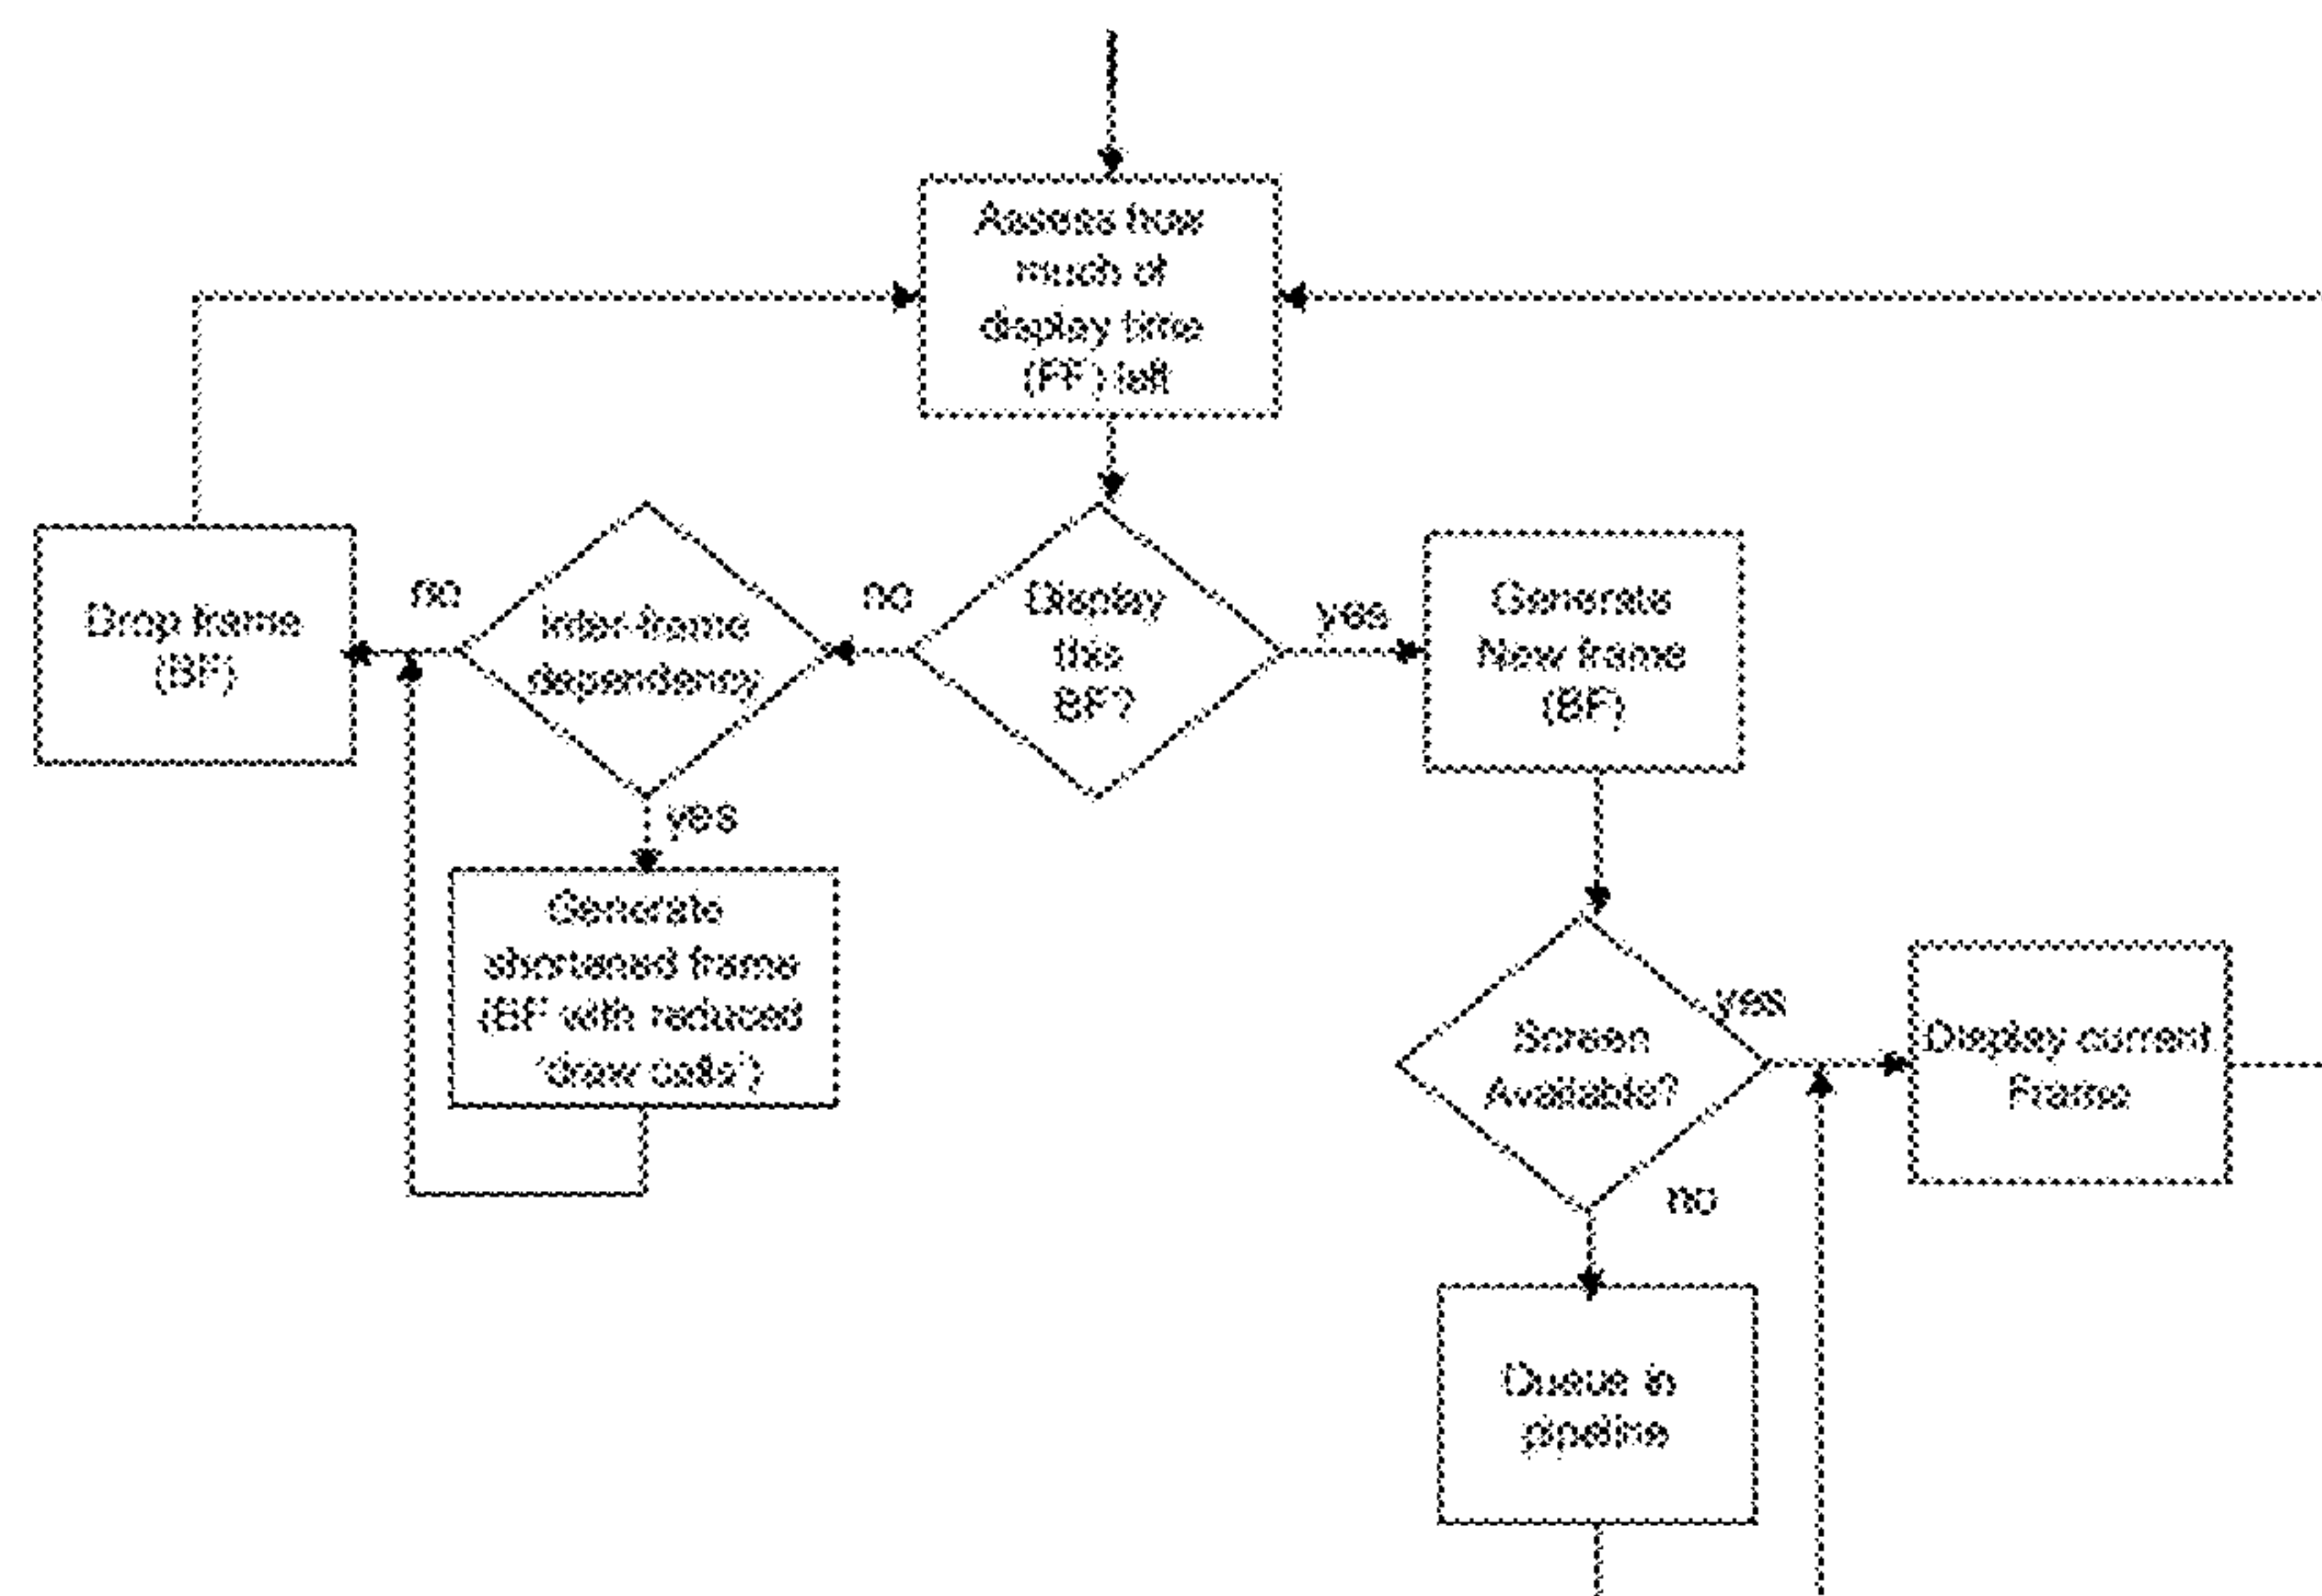 Assess how
much of
display time
(FF) left
no
Drop frame
(BF)
Inter-frame
dependency
no
Display
this
BF?
yes
Generate
New frame
(BF)
yes
Generate
shortened frame
(BF with reduced
'draw calls')
Screen
Available?
yes
Display current
Frame
no
Queue in
pipeline